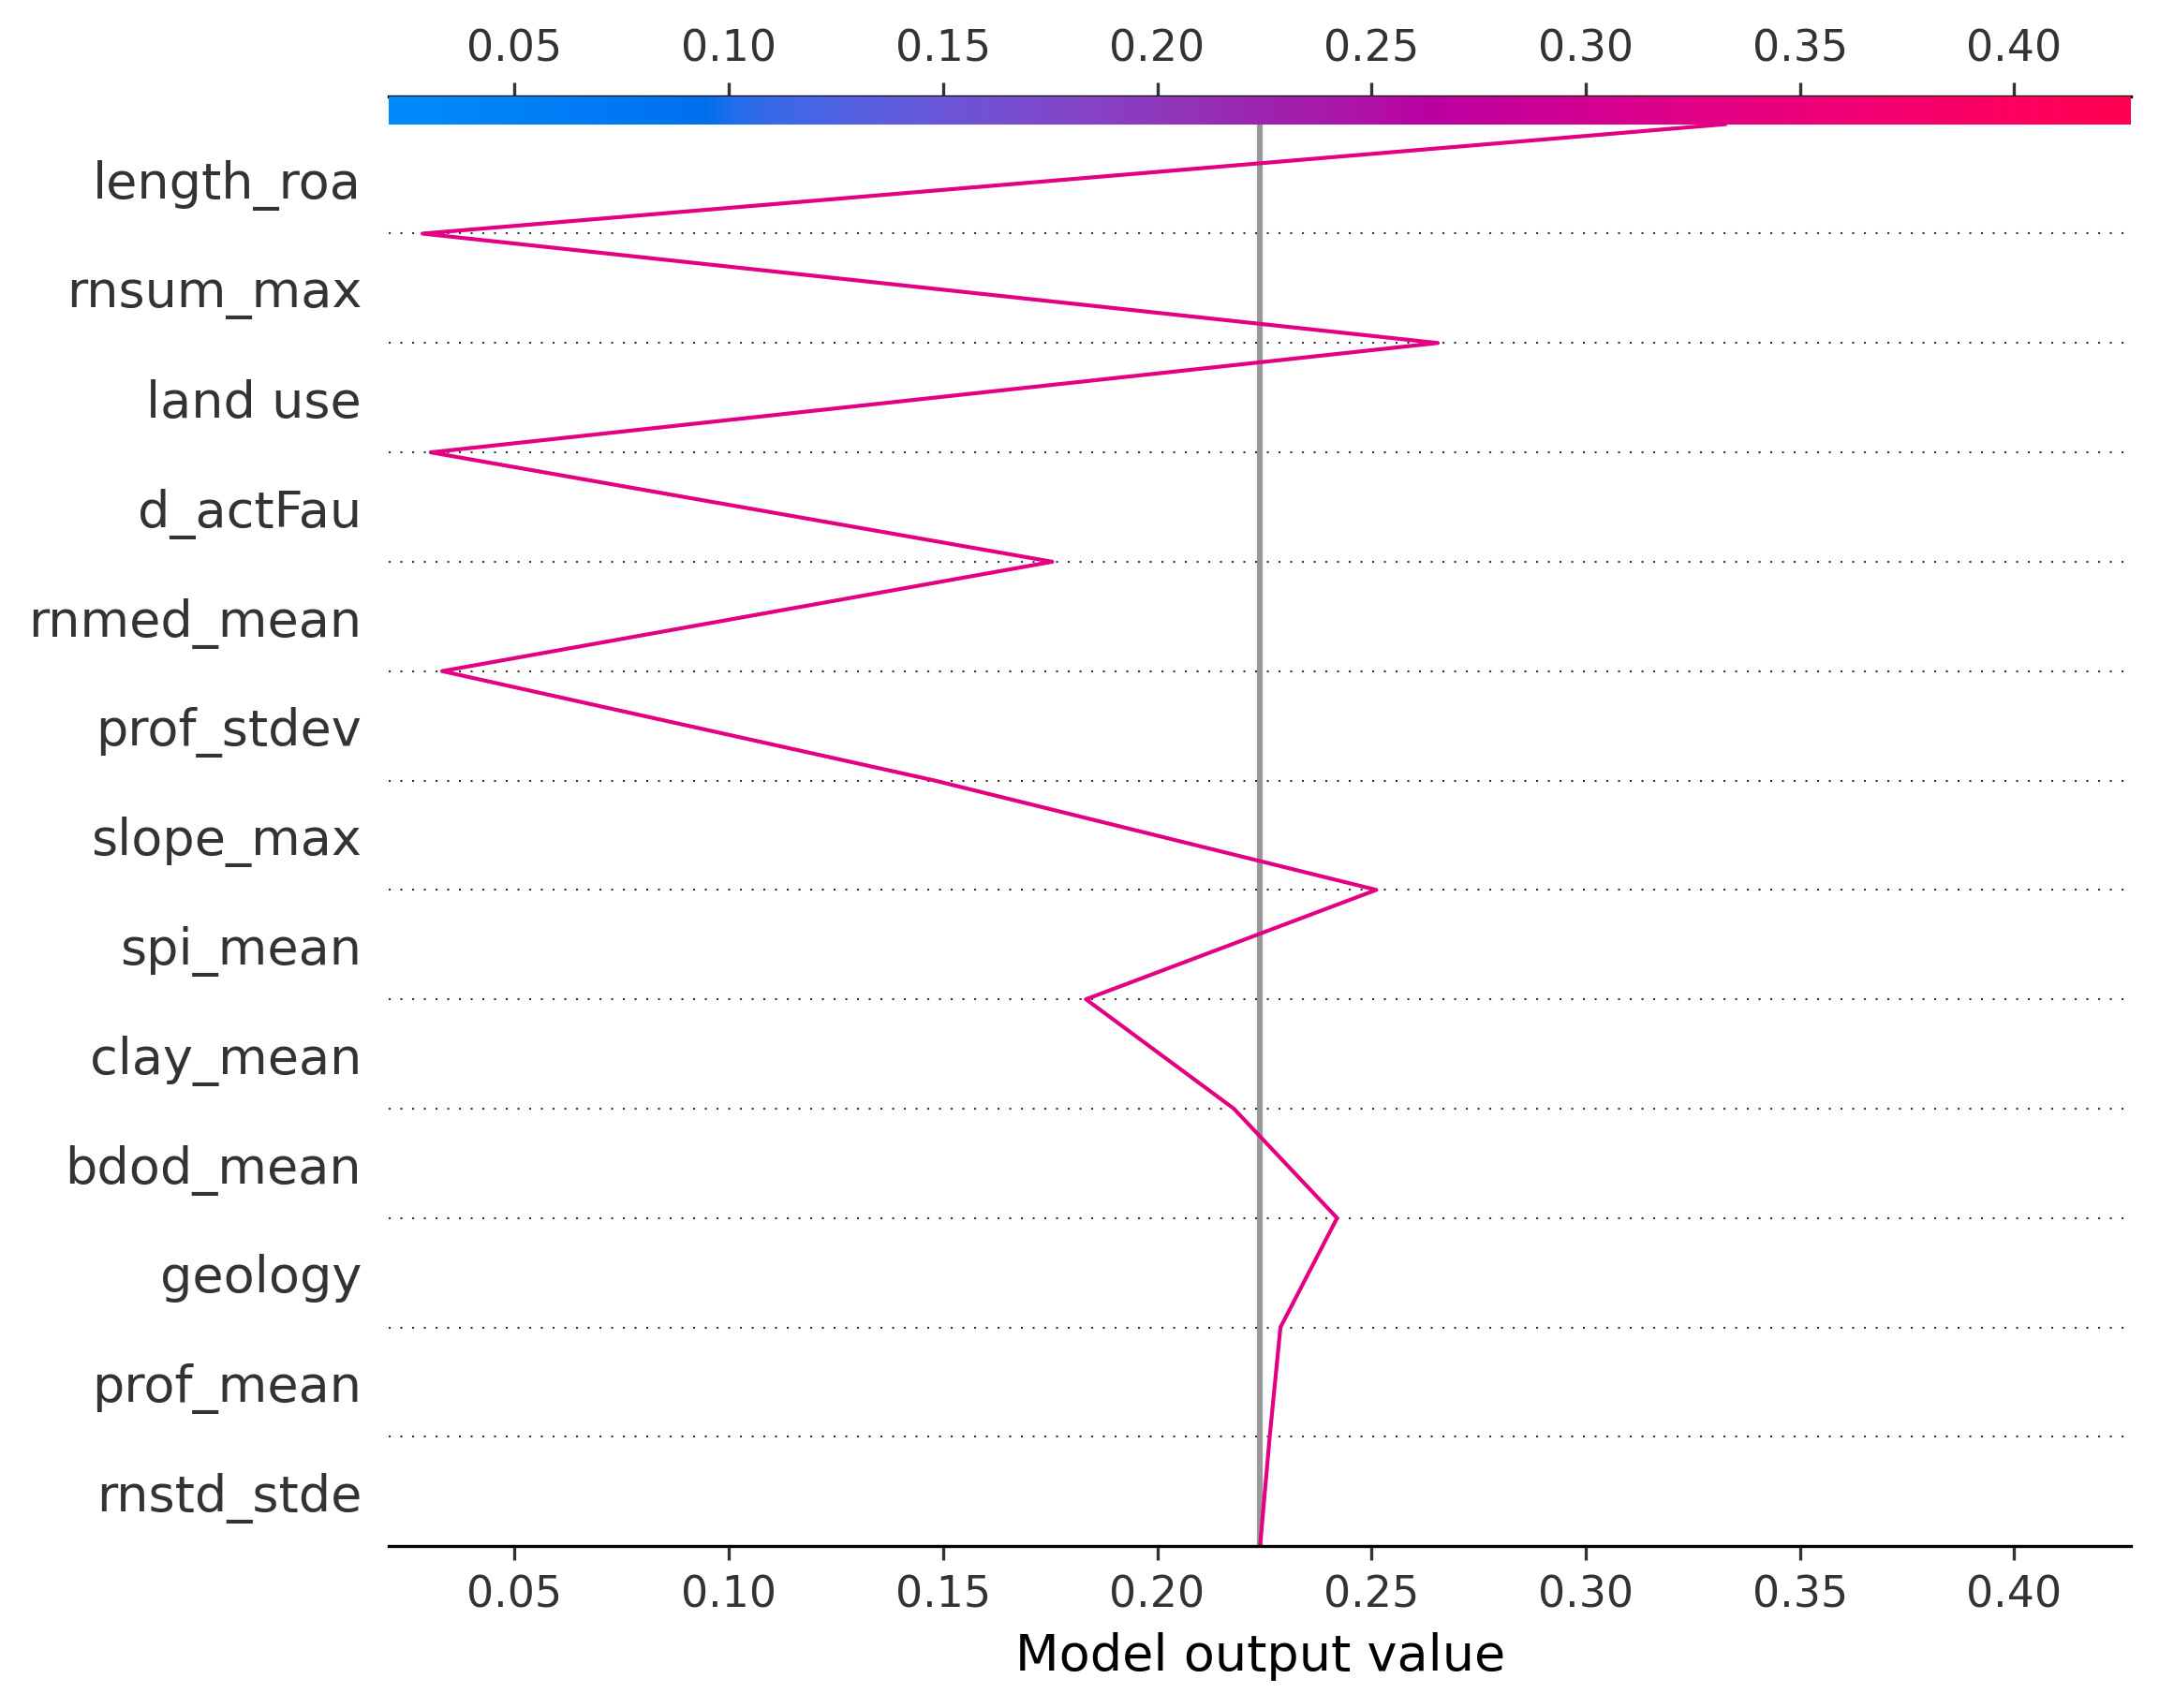 0.05 0.10 0.15 0.20 0.25 0.30 0.35 0.40
length_roa
rnsum_max
land use
d_actFau
rnmed_mean
prof_stdev
slope_max
spi_mean
clay_mean
bdod_mean
geology
prof_mean
rnstd_stde
0.05 0.10 0.15 0.20 0.25 0.30 0.35 0.40
Model output value